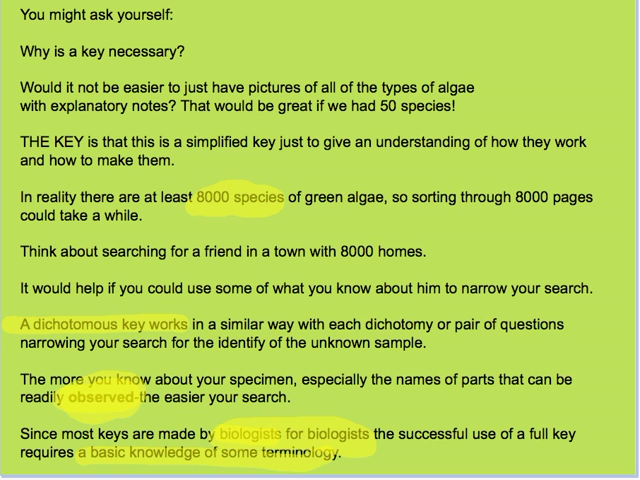 You might ask yourself:
Why is a key necessary?
Would it not be easier to just have pictures of all of the types of algae
with explanatory notes? That would be great if we had 50 species!
THE KEY is that this is a simplified key just to give an understanding of how they work
and how to make them.
In reality there are at least 8000 species of green algae, so sorting through 8000 pages
could take a while.
Think about searching for a friend in a town with 8000 homes.
It would help if you could use some of what you know about him to narrow your search.
A dichotomous key works in a similar way with each dichotomy or pair of questions
narrowing your search for the identify of the unknown sample.
The more you know about your specimen, especially the names of parts that can be
readily observed-the easier your search.
Since most keys are made by biologists for biologists the successful use of a full key
requires a basic knowledge of some terminology.